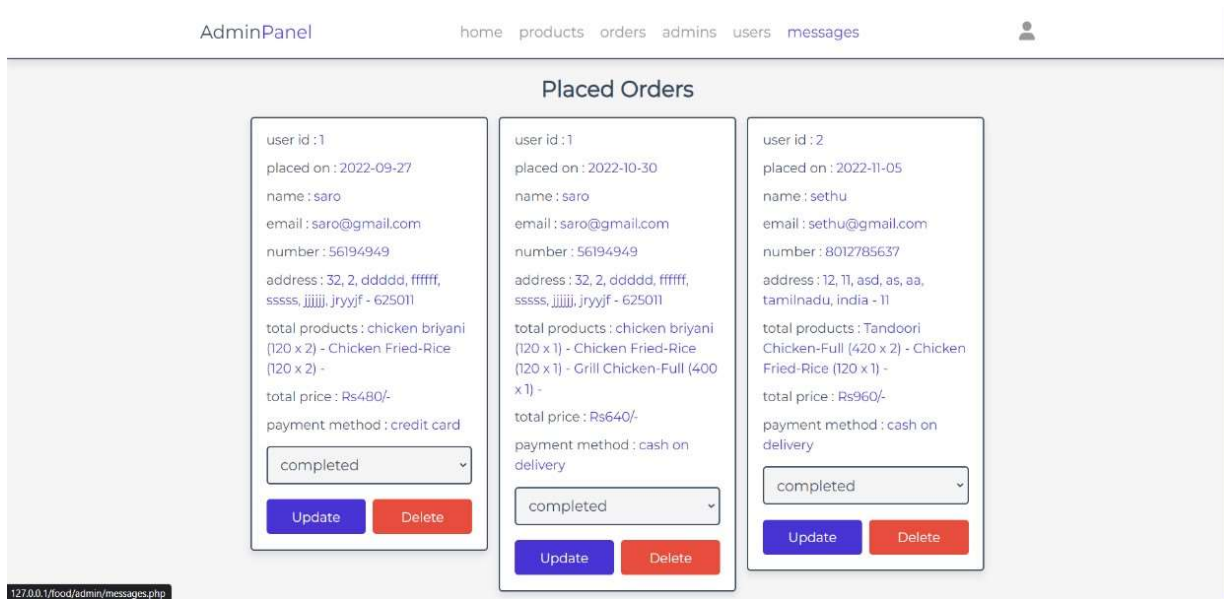 AdminPanel
home products orders admins users messages
Placed Orders
user id : 1
placed on : 2022-09-27
name : saro
email : saro@gmail.com
number : 56194949
address : 32, 2, ddddd, ffffff,
sssss, jjjjjj, jryyjf - 625011
total products : chicken briyani
(120 x 2) - Chicken Fried-Rice
(120 x 2) -
total price : Rs480/-
payment method : credit card
completed
Update Delete
user id : 1
placed on : 2022-10-30
name : saro
email : saro@gmail.com
number : 56194949
address : 32, 2, ddddd, ffffff,
sssss, jjjjjj, jryyjf - 625011
total products : chicken briyani
(120 x 1) - Chicken Fried-Rice
(120 x 1) - Grill Chicken-Full (400
x 1) -
total price : Rs640/-
payment method : cash on
delivery
completed
Update Delete
user id : 2
placed on : 2022-11-05
name : sethu
email : sethu@gmail.com
number : 8012785637
address : 12, 11, asd, as, aa,
tamilnadu, india - 11
total products : Tandoori
Chicken-Full (420 x 2) - Chicken
Fried-Rice (120 x 1) -
total price : Rs960/-
payment method : cash on
delivery
completed
Update Delete
127.0.0.1/food/admin/messages.php